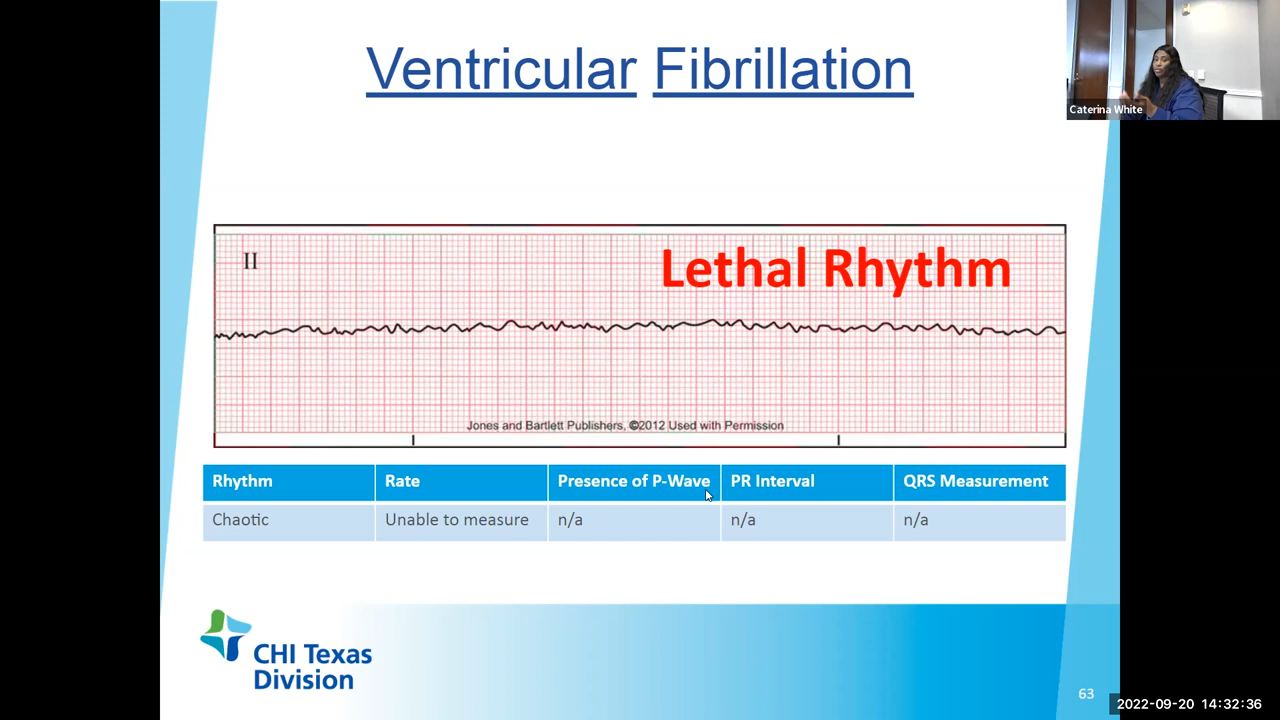 Ventricular Fibrillation
Caterina White
II
Lethal Rhythm
Jones and Bartlett Publishers, ©2012 Used with Permission
Rhythm Rate Presence of P-Wave PR Interval QRS Measurement
Chaotic Unable to measure n/a n/a n/a
CHI Texas
Division
63
2022-09-20 14:32:36